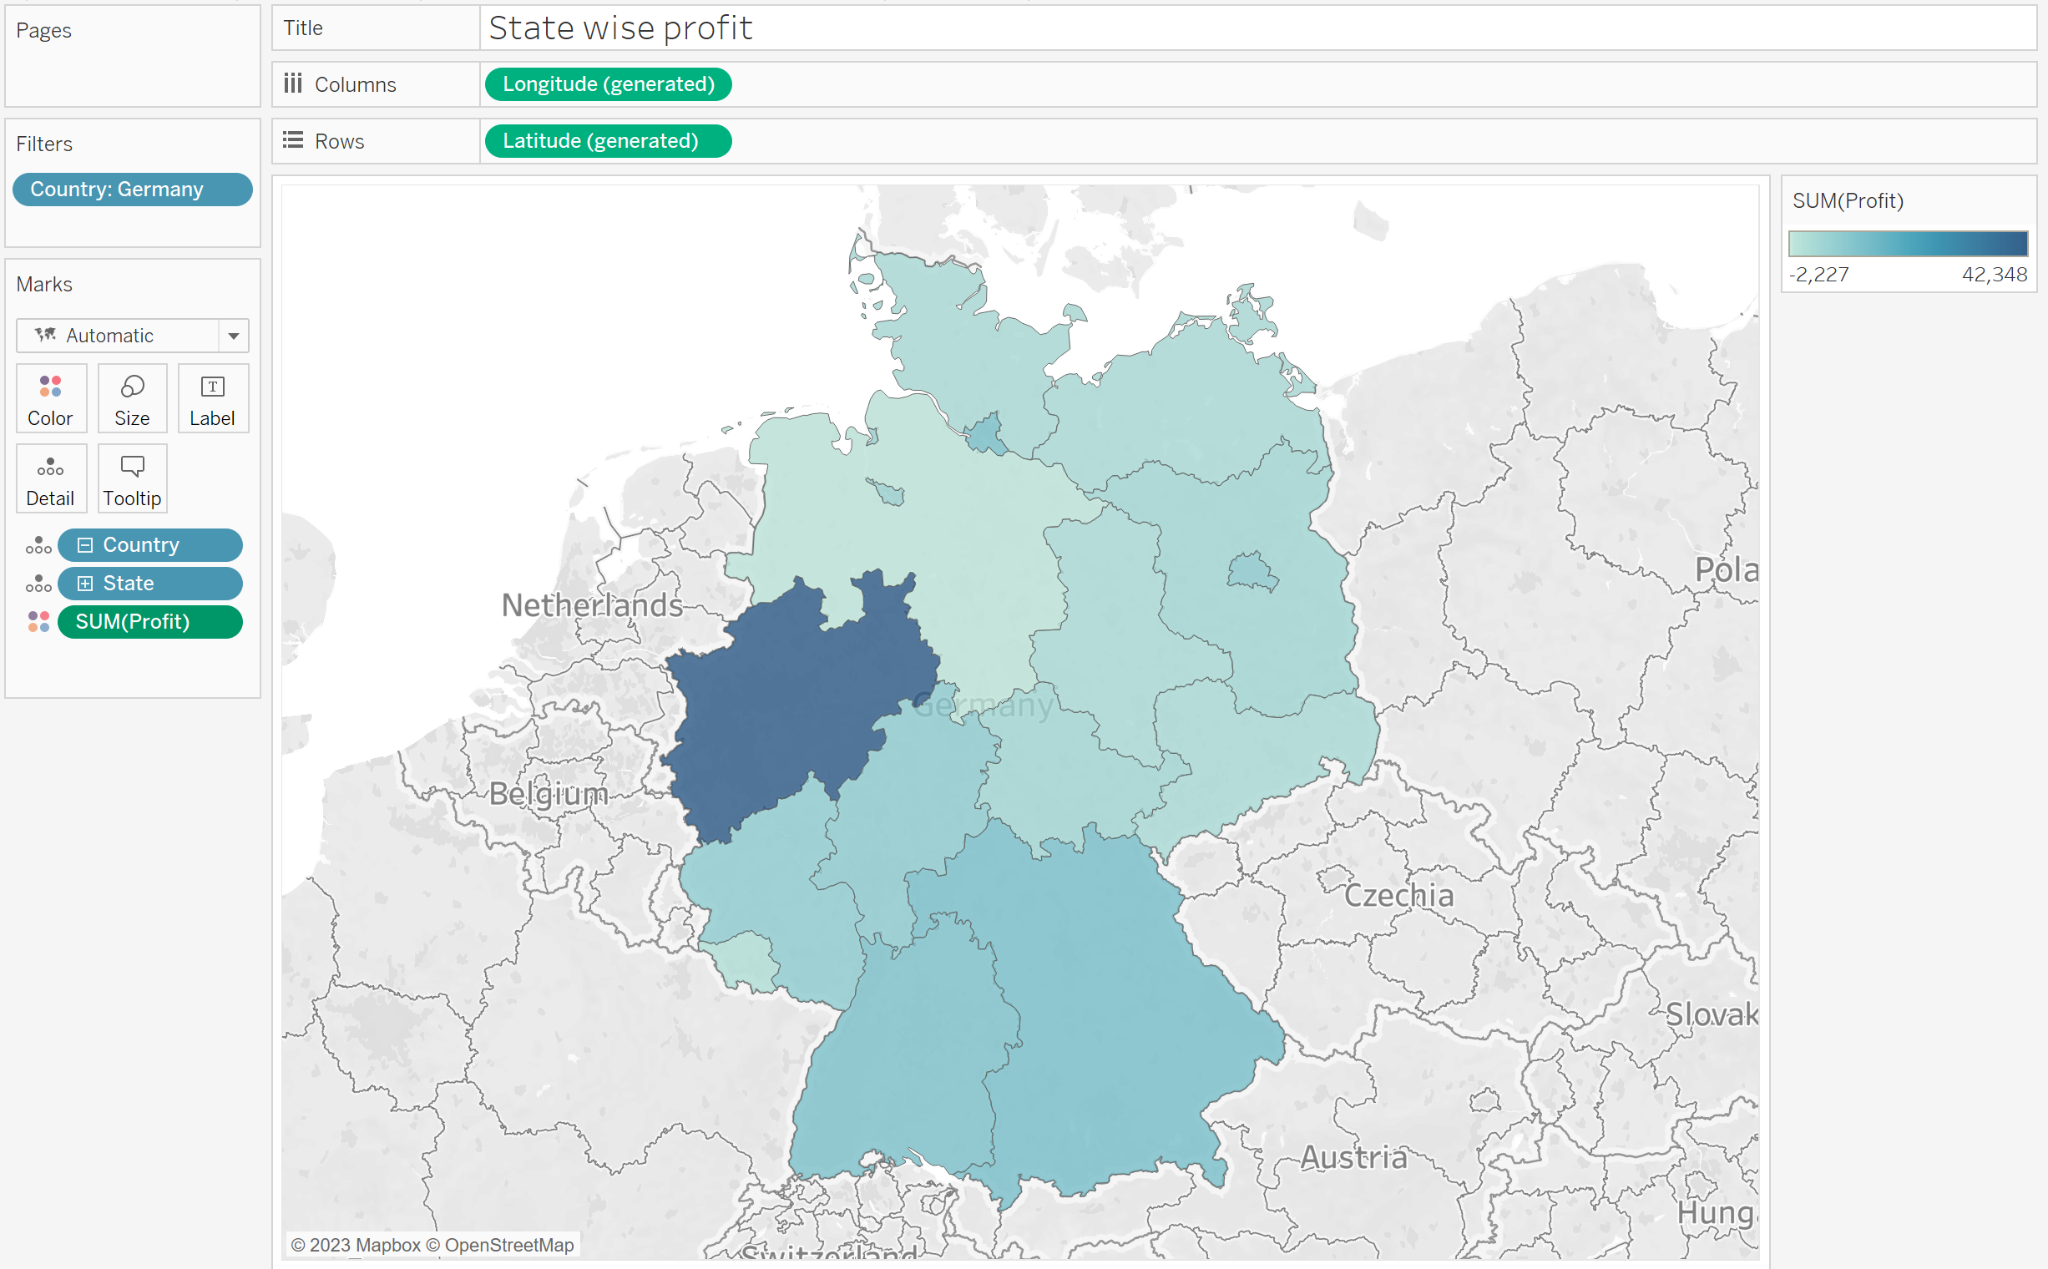 Pages
Title
State wise profit
Columns
Longitude (generated)
Filters
Rows
Latitude (generated)
Country: Germany
SUM(Profit)
-2,227
42,348
Marks
Automatic
Color
Size
Label
Detail
Tooltip
Country
State
SUM(Profit)
Pola
Netherlands
Germany
Belgium
Czechia
Slovak
Austria
Hung
Switzerland
© 2023 Mapbox © OpenStreetMap